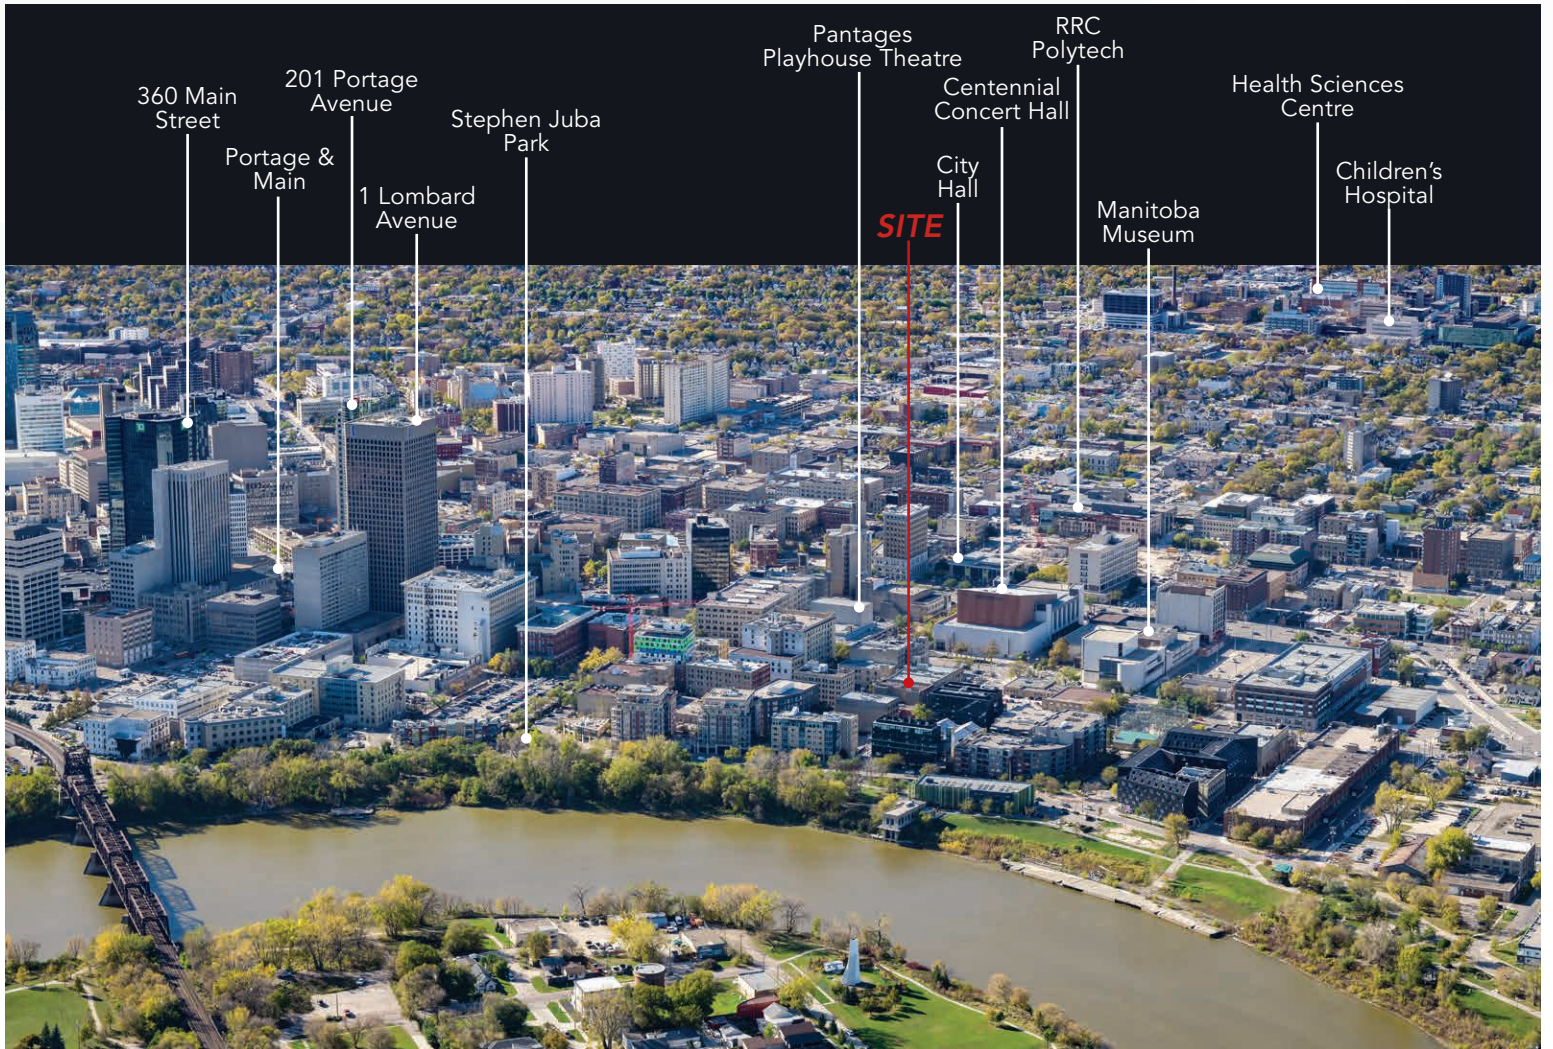 360 Main
Street
201 Portage
Avenue
Portage &
Main
1 Lombard
Avenue
Stephen Juba
Park
Pantages
Playhouse Theatre
SITE
City
Hall
Centennial
Concert Hall
RRC
Polytech
Manitoba
Museum
Health Sciences
Centre
Children's
Hospital